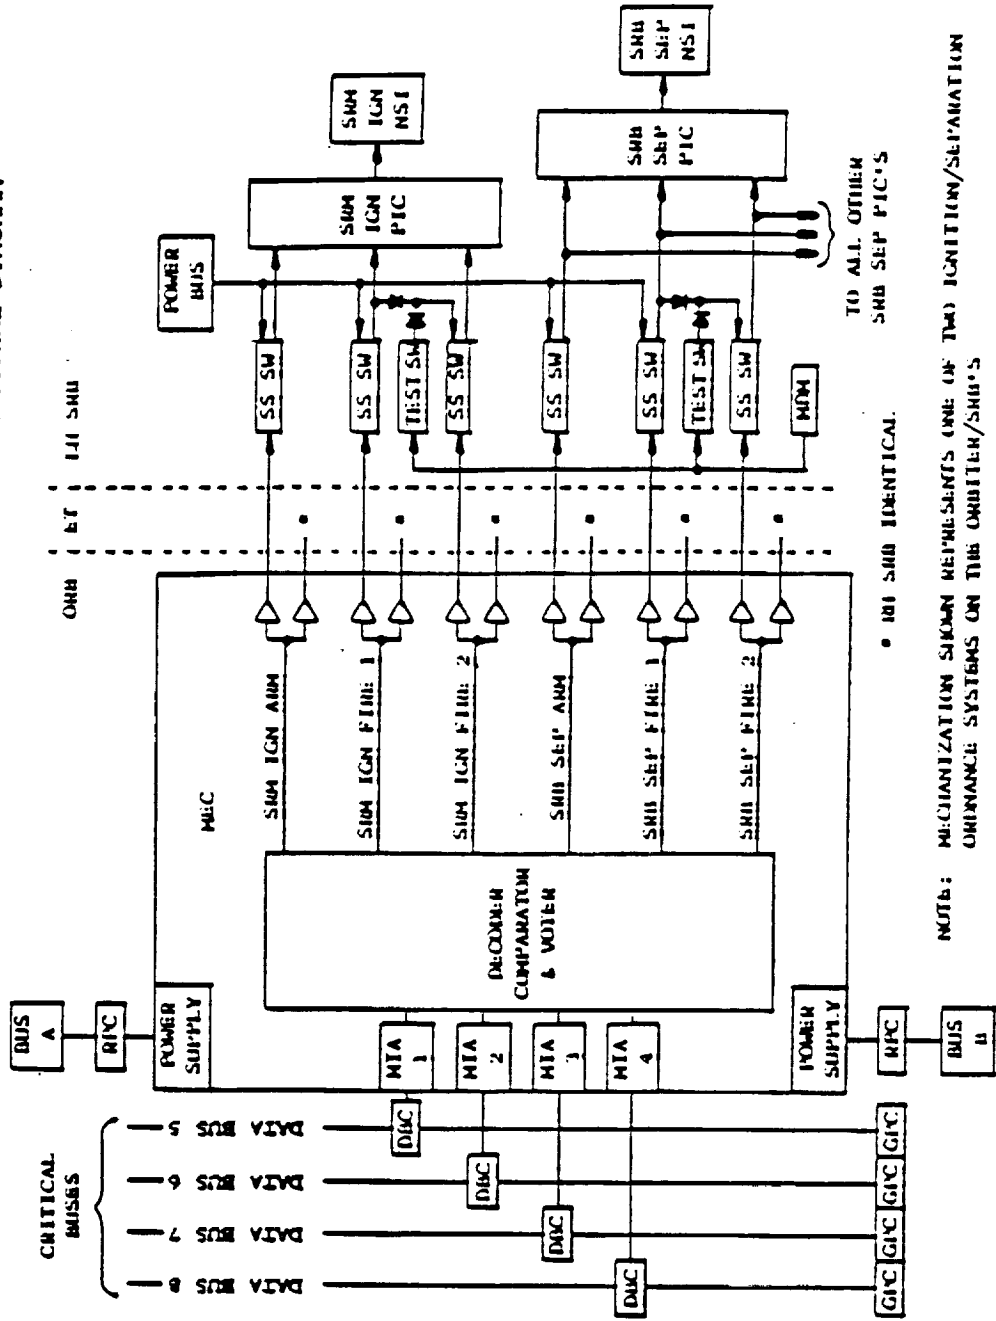 CRITICAL
BUSES
DATA BUS 8
DATA BUS 7
DATA BUS 6
DATA BUS 5
DBC
DBC
DBC
DBC
GPC
GPC
GPC
GPC
BUS
A
RPC
POWER
SUPPLY
MIA
1
MIA
2
MIA
3
MIA
4
POWER
SUPPLY
RPC
BUS
B
DECODER
COMPARATOR
& VOTER
MEC
SRM IGN ARM
SRM IGN FIRE 1
SRM IGN FIRE 2
SRB SEP ARM
SRB SEP FIRE 1
SRB SEP FIRE 2
ORB
ET
LH SRB
*
*
*
*
*
*
SS SW
SS SW
TEST SW
SS SW
SS SW
SS SW
TEST SW
SS SW
MDM
POWER
BUS
SRM
IGN
PIC
SRM
IGN
NSI
SRB
SEP
PIC
SRB
SEP
NSI
TO ALL OTHER
SRB SEP PIC'S
* RH SRB IDENTICAL
NOTE: MECHANIZATION SHOWN REPRESENTS ONE OF TWO IGNITION/SEPARATION
ORDNANCE SYSTEMS ON THE ORBITER/SRB'S